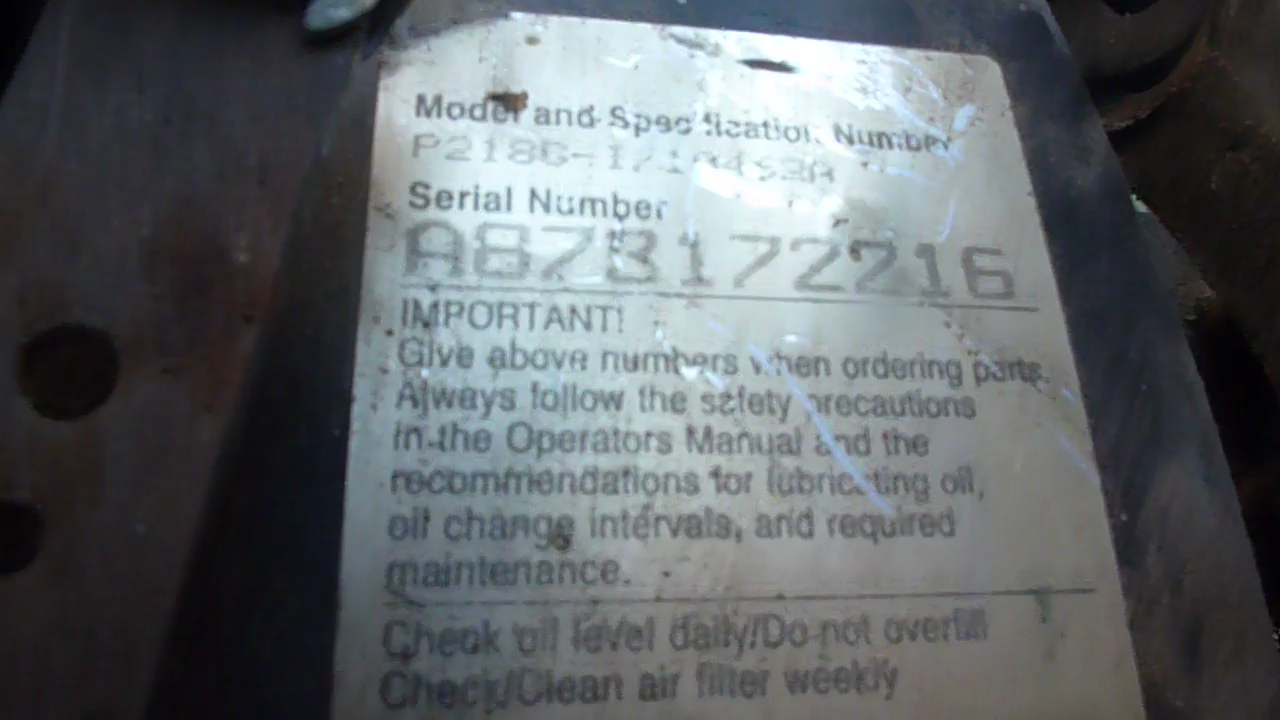 Model and Specification Number
Serial Number
A873172216
IMPORTANT!
Give above numbers when ordering parts.
Always follow the safety precautions
in the Operators Manual and the
recommendations for lubricating oil,
oil change intervals, and required
maintenance.
Check oil level daily/Do not overfill
Check/Clean air filter weekly